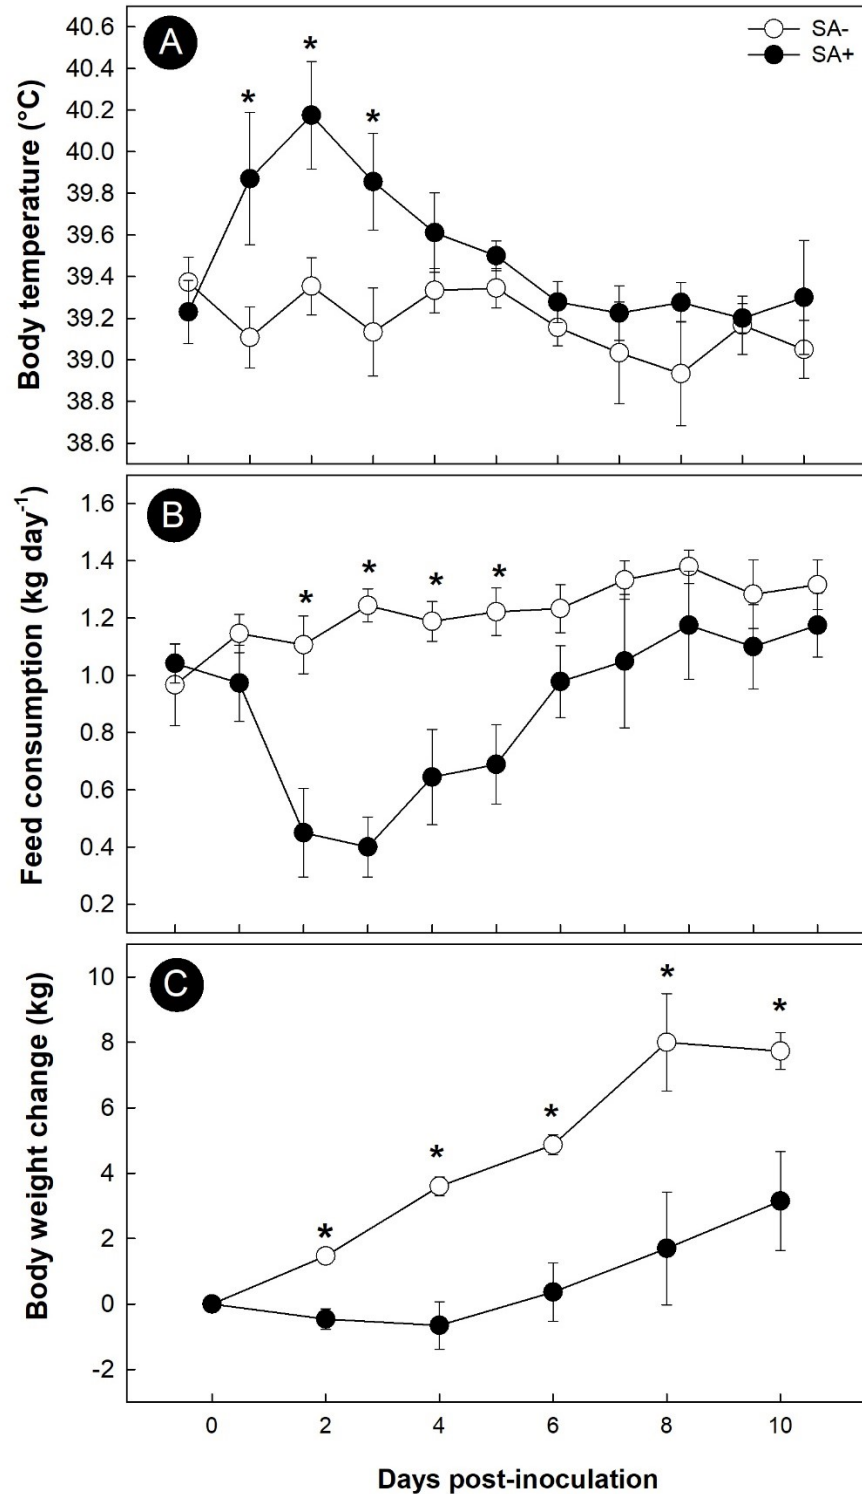 A
SA-
SA+
* * *
Body temperature (°C)
40.6
40.4
40.2
40.0
39.8
39.6
39.4
39.2
39.0
38.8
38.6
B
* * * *
Feed consumption (kg day-1)
1.6
1.4
1.2
1.0
0.8
0.6
0.4
0.2
C
* * * * *
Body weight change (kg)
10
8
6
4
2
0
-2
0 2 4 6 8 10
Days post-inoculation